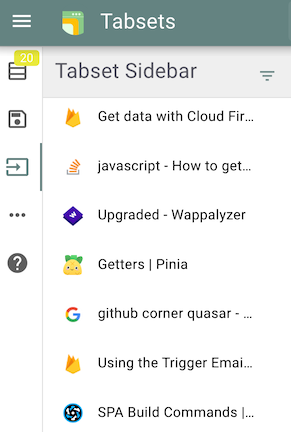 Tabsets
20
Tabset Sidebar
Get data with Cloud Fir...
javascript - How to get...
Upgraded - Wappalyzer
Getters | Pinia
github corner quasar - ...
Using the Trigger Emai...
SPA Build Commands |...